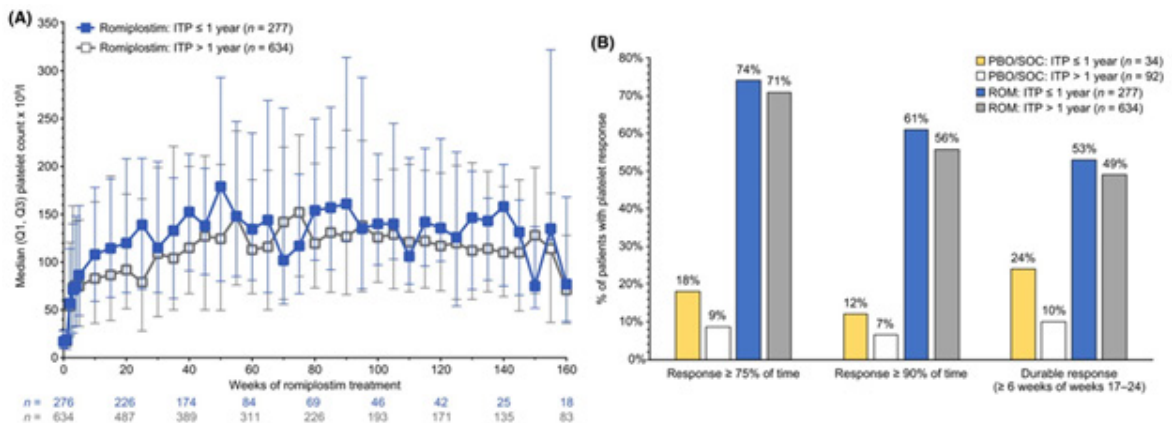 (A)
Romiplostim: ITP ≤ 1 year (n = 277)
Romiplostim: ITP > 1 year (n = 634)
Median (Q1, Q3) platelet count x 10⁹/l
350
300
250
200
150
100
50
0
0 20 40 60 80 100 120 140 160
Weeks of romiplostim treatment
n = 276 226 174 84 69 46 42 25 18
n = 634 487 389 311 226 193 171 135 83
(B)
PBO/SOC: ITP ≤ 1 year (n = 34)
PBO/SOC: ITP > 1 year (n = 92)
ROM: ITP ≤ 1 year (n = 277)
ROM: ITP > 1 year (n = 634)
% of patients with platelet response
80%
70%
60%
50%
40%
30%
20%
10%
0%
18% 9% 74% 71%
12% 7% 61% 56%
24% 10% 53% 49%
Response ≥ 75% of time
Response ≥ 90% of time
Durable response
(≥ 6 weeks of weeks 17–24)